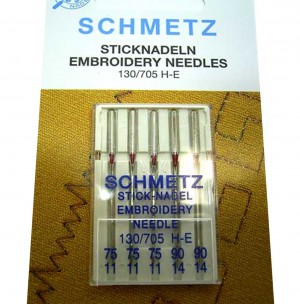 SCHMETZ
STICKNADELN
EMBROIDERY NEEDLES
130/705 H-E
SCHMETZ
STICK-NADEL
EMBROIDERY
NEEDLE
130/705 H-E
75 75 75 90 90
11 11 11 14 14